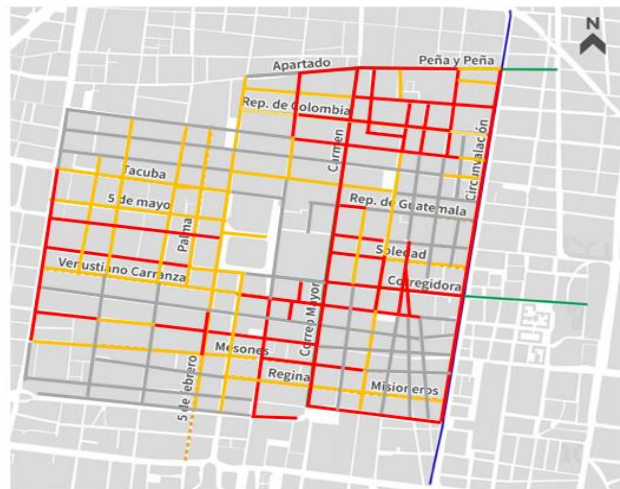 N
Peña y Peña
Apartado
Rep. de Colombia
Carmen
Circunvalación
Tacuba
Rep. de Guatemala
5 de mayo
Palma
Soledad
Venustiano Carranza
Corregidora
Correo Mayor
Mesones
Regina
Misioneros
5 de febrero